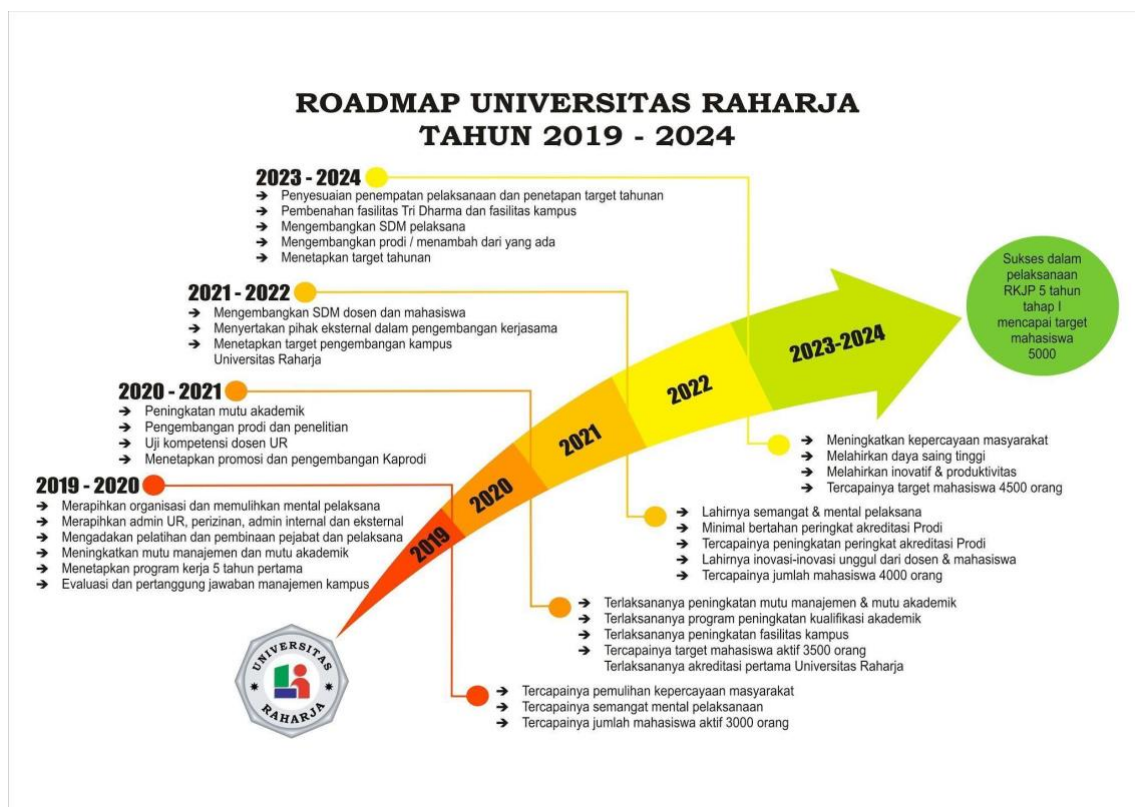 ROADMAP UNIVERSITAS RAHARJA
TAHUN 2019 - 2024
2023 - 2024
➔ Penyesuaian penempatan pelaksanaan dan penetapan target tahunan
➔ Pembenahan fasilitas Tri Dharma dan fasilitas kampus
➔ Mengembangkan SDM pelaksana
➔ Mengembangkan prodi / menambah dari yang ada
➔ Menetapkan target tahunan
2021 - 2022
➔ Mengembangkan SDM dosen dan mahasiswa
➔ Menyertakan pihak eksternal dalam pengembangan kerjasama
➔ Menetapkan target pengembangan kampus
Universitas Raharja
2020 - 2021
➔ Peningkatan mutu akademik
➔ Pengembangan prodi dan penelitian
➔ Uji kompetensi dosen UR
➔ Menetapkan promosi dan pengembangan Kaprodi
2019 - 2020
➔ Merapihkan organisasi dan memulihkan mental pelaksana
➔ Merapihkan admin UR, perizinan, admin internal dan eksternal
➔ Mengadakan pelatihan dan pembinaan pejabat dan pelaksana
➔ Meningkatkan mutu manajemen dan mutu akademik
➔ Menetapkan program kerja 5 tahun pertama
➔ Evaluasi dan pertanggung jawaban manajemen kampus
2019
2020
2021
2022
2023-2024
Sukses dalam
pelaksanaan
RKJP 5 tahun
tahap I
mencapai target
mahasiswa
5000
➔ Meningkatkan kepercayaan masyarakat
➔ Melahirkan daya saing tinggi
➔ Melahirkan inovatif & produktivitas
➔ Tercapainya target mahasiswa 4500 orang
➔ Lahirnya semangat & mental pelaksana
➔ Minimal bertahan peringkat akreditasi Prodi
➔ Tercapainya peningkatan peringkat akreditasi Prodi
➔ Lahirnya inovasi-inovasi unggul dari dosen & mahasiswa
➔ Tercapainya jumlah mahasiswa 4000 orang
➔ Terlaksananya peningkatan mutu manajemen & mutu akademik
➔ Terlaksananya program peningkatan kualifikasi akademik
➔ Terlaksananya peningkatan fasilitas kampus
➔ Tercapainya target mahasiswa aktif 3500 orang
Terlaksananya akreditasi pertama Universitas Raharja
➔ Tercapainya pemulihan kepercayaan masyarakat
➔ Tercapainya semangat mental pelaksanaan
➔ Tercapainya jumlah mahasiswa aktif 3000 orang
UNIVERSITAS
RAHARJA